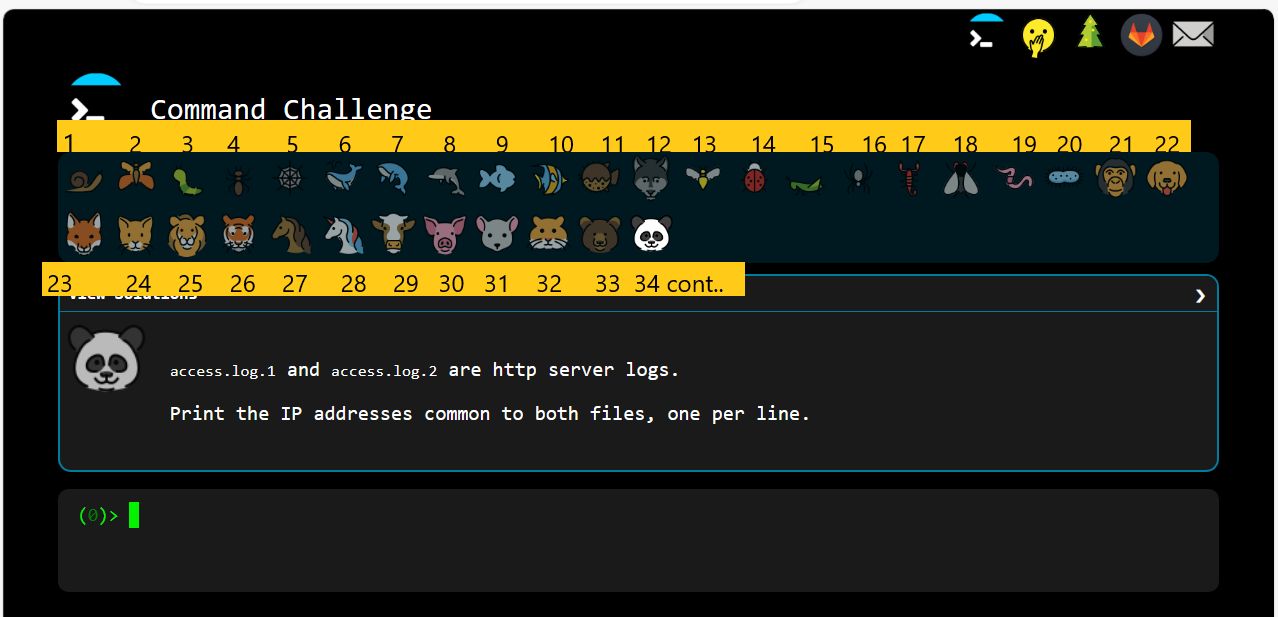 Command Challenge
1 2 3 4 5 6 7 8 9 10 11 12 13 14 15 16 17 18 19 20 21 22
23 24 25 26 27 28 29 30 31 32 33 34 cont..
View Solutions
access.log.1 and access.log.2 are http server logs.
Print the IP addresses common to both files, one per line.
(0)>